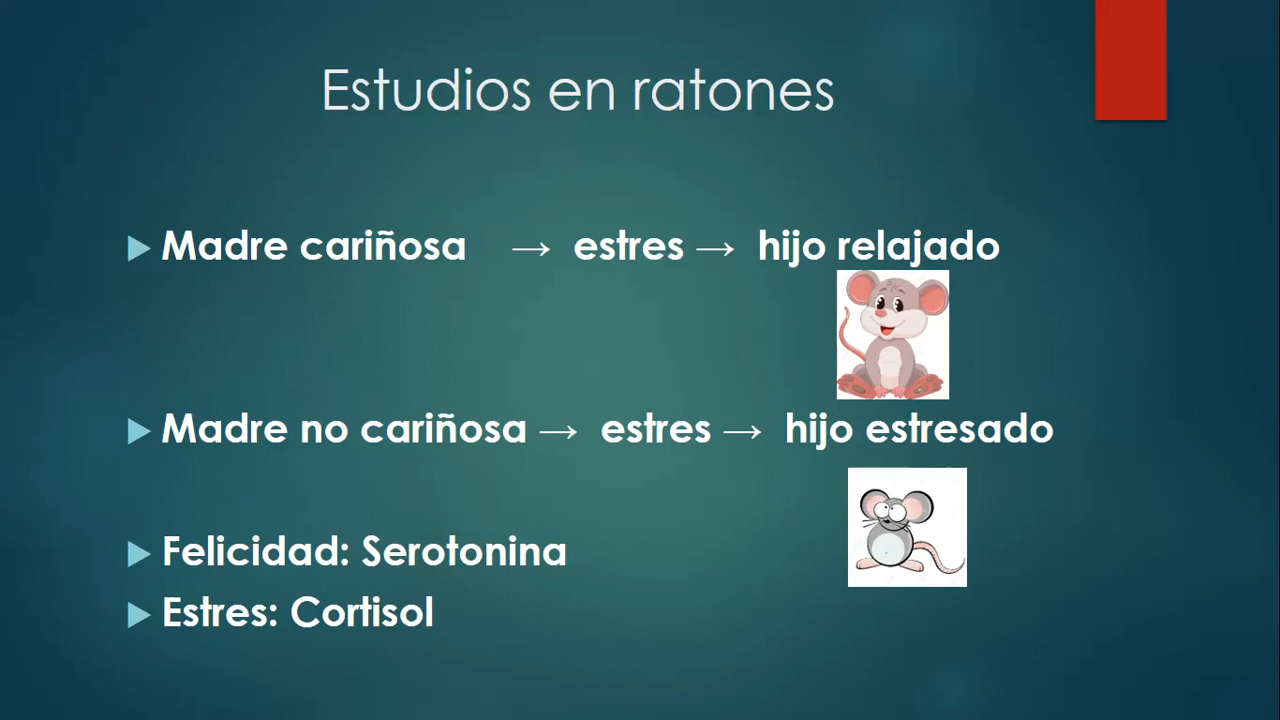 Estudios en ratones
Madre cariñosa → estres → hijo relajado
Madre no cariñosa → estres → hijo estresado
Felicidad: Serotonina
Estres: Cortisol